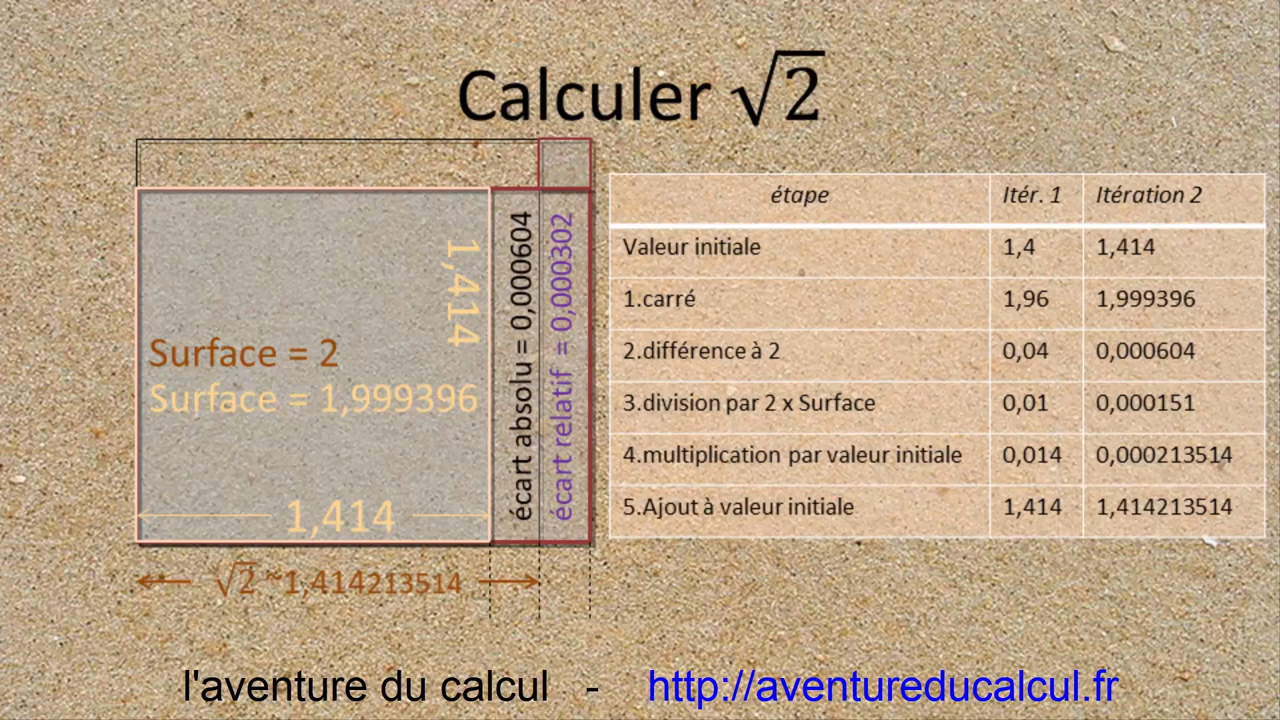 Calculer √2
1,414
Surface = 2
Surface = 1,999396
1,414
écart absolu = 0,000604
écart relatif = 0,000302
√2 ~1,414213514
étape Itér. 1 Itération 2
Valeur initiale 1,4 1,414
1.carré 1,96 1,999396
2.différence à 2 0,04 0,000604
3.division par 2 x Surface 0,01 0,000151
4.multiplication par valeur initiale 0,014 0,000213514
5.Ajout à valeur initiale 1,414 1,414213514
l'aventure du calcul - http://aventureducalcul.fr